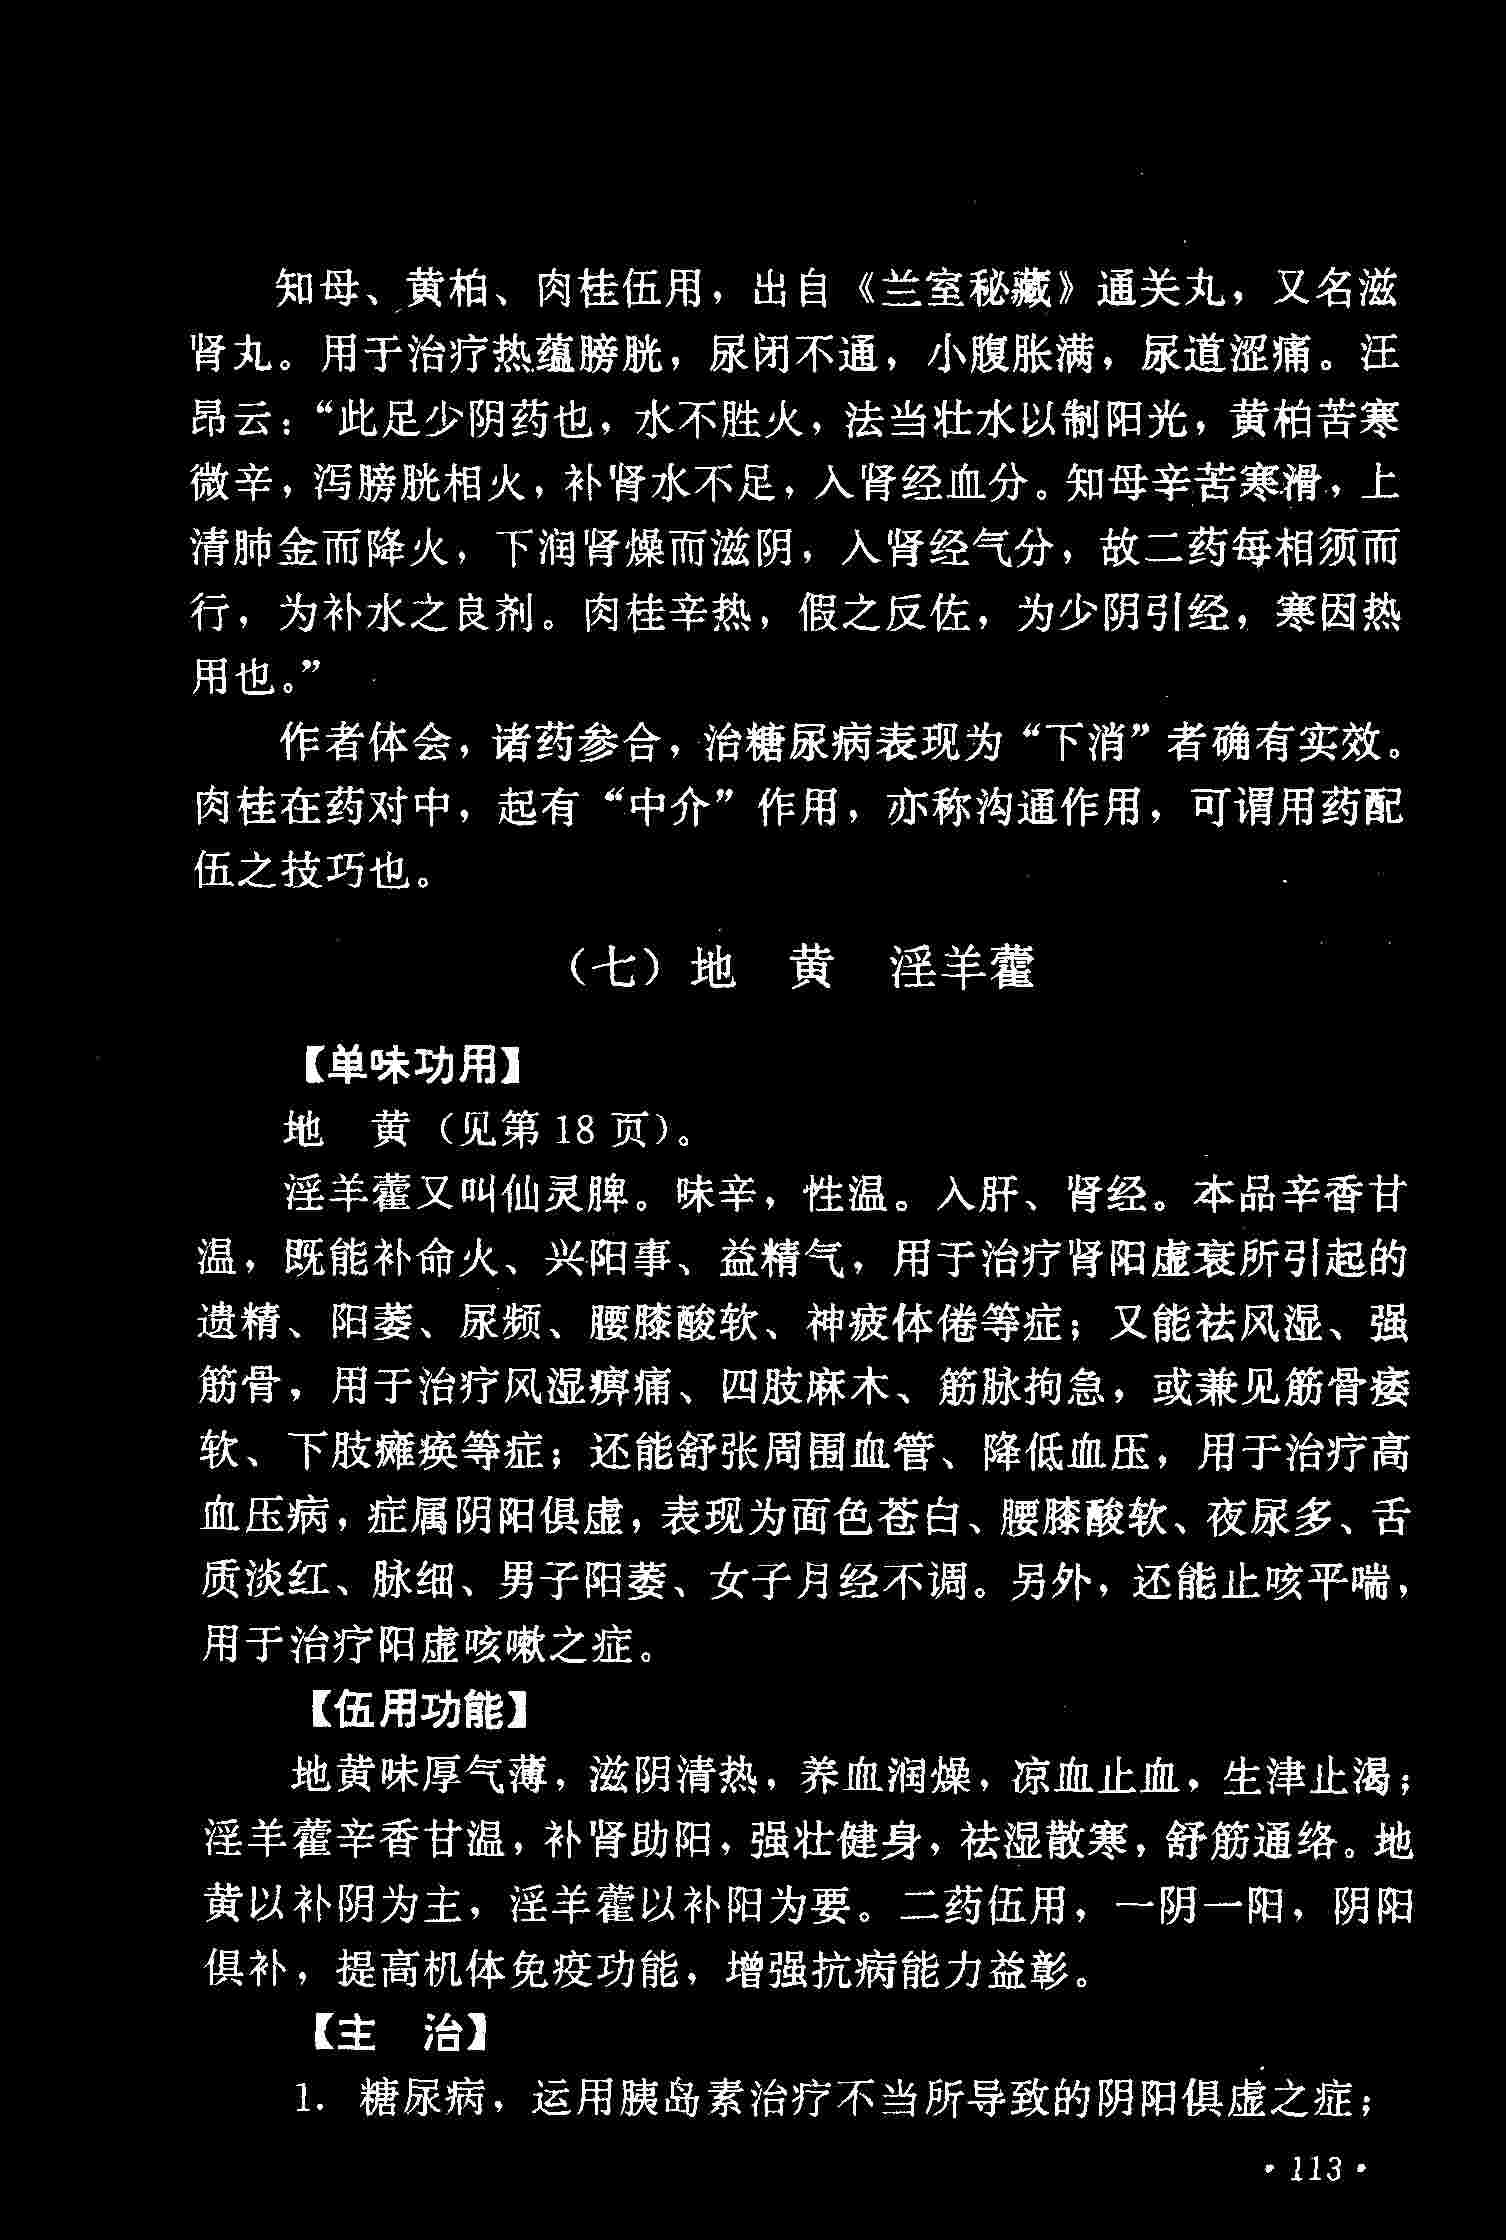 知母、黄柏、肉桂伍用，出自《兰室秘藏》通关丸，又名滋
肾丸。用于治疗热蕴膀胱，尿闭不通，小腹胀满，尿道涩痛。汪
昂云：“此足少阴药也，水不胜火，法当壮水以制阳光，黄柏苦寒
微辛，泻膀胱相火，补肾水不足，入肾经血分。知母辛苦寒滑，上
清肺金而降火，下润肾燥而滋阴，入肾经气分，故二药每相须而
行，为补水之良剂。肉桂辛热，假之反佐，为少阴引经，寒因热
用也。”
作者体会，诸药参合，治糖尿病表现为“下消”者确有实效。
肉桂在药对中，起有“中介”作用，亦称沟通作用，可谓用药配
伍之技巧也。
（七）地　黄　淫羊藿
【单味功用】
地　黄（见第 18 页）。
淫羊藿又叫仙灵脾。味辛，性温。入肝、肾经。本品辛香甘
温，既能补命火、兴阳事、益精气，用于治疗肾阳虚衰所引起的
遗精、阳萎、尿频、腰膝酸软、神疲体倦等症；又能祛风湿、强
筋骨，用于治疗风湿痹痛、四肢麻木、筋脉拘急，或兼见筋骨痿
软、下肢瘫痪等症；还能舒张周围血管、降低血压，用于治疗高
血压病，症属阴阳俱虚，表现为面色苍白、腰膝酸软、夜尿多、舌
质淡红、脉细、男子阳萎、女子月经不调。另外，还能止咳平喘，
用于治疗阳虚咳嗽之症。
【伍用功能】
地黄味厚气薄，滋阴清热，养血润燥，凉血止血，生津止渴；
淫羊藿辛香甘温，补肾助阳，强壮健身，祛湿散寒，舒筋通络。地
黄以补阴为主，淫羊藿以补阳为要。二药伍用，一阴一阳，阴阳
俱补，提高机体免疫功能，增强抗病能力益彰。
【主　治】
1. 糖尿病，运用胰岛素治疗不当所导致的阴阳俱虚之症；
· 113 ·